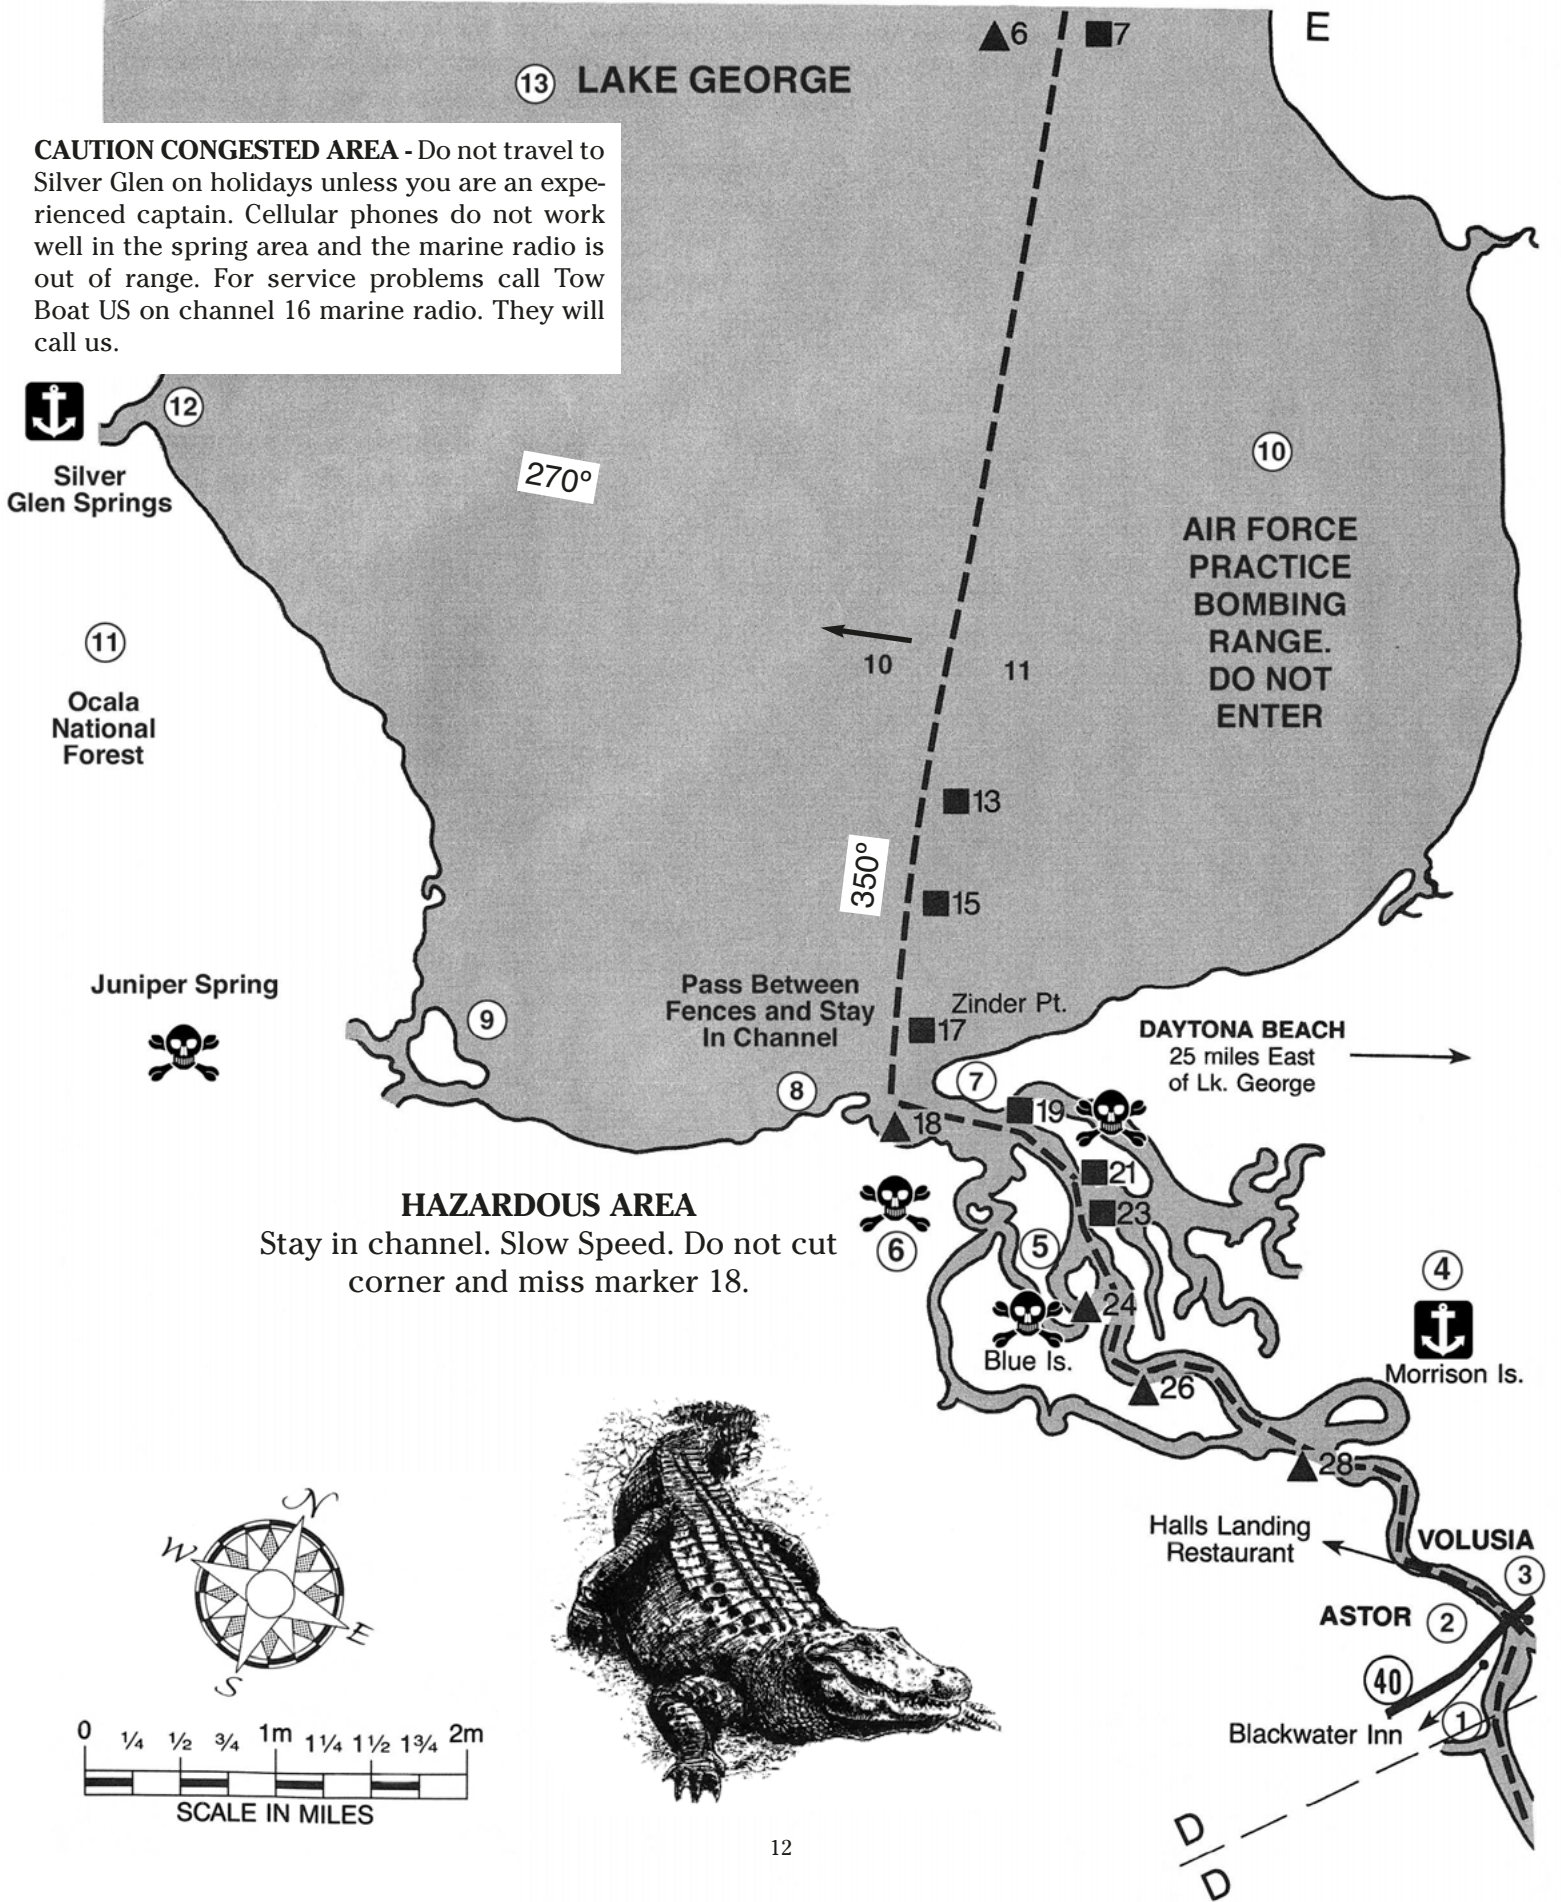 E
6
7
13 LAKE GEORGE
CAUTION CONGESTED AREA - Do not travel to
Silver Glen on holidays unless you are an expe-
rienced captain. Cellular phones do not work
well in the spring area and the marine radio is
out of range. For service problems call Tow
Boat US on channel 16 marine radio. They will
call us.
12
Silver
Glen Springs
270°
10
AIR FORCE
PRACTICE
BOMBING
RANGE.
DO NOT
ENTER
11
Ocala
National
Forest
10
11
13
350°
15
Juniper Spring
9
Pass Between
Fences and Stay
In Channel
Zinder Pt.
17
DAYTONA BEACH
25 miles East
of Lk. George
7
8
18
19
21
23
HAZARDOUS AREA
Stay in channel. Slow Speed. Do not cut
corner and miss marker 18.
6
5
4
24
Blue Is.
Morrison Is.
26
28
Halls Landing
Restaurant
VOLUSIA
3
ASTOR 2
40
1
Blackwater Inn
N
W
E
S
0 ¼ ½ ¾ 1m 1¼ 1½ 1¾ 2m
SCALE IN MILES
D
D
12